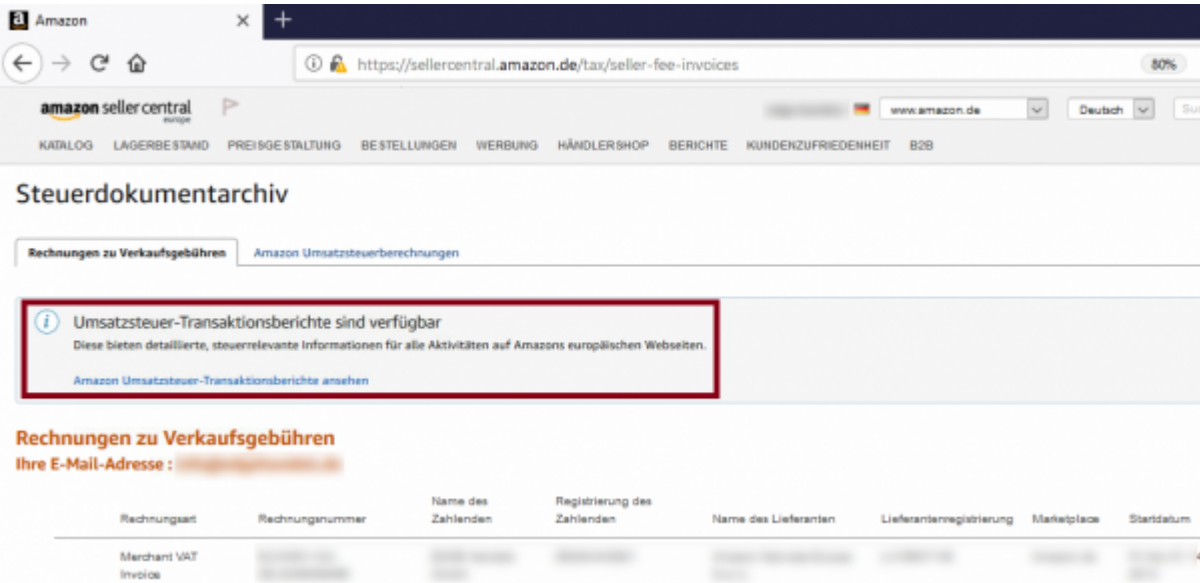 Amazon
https://sellercentral.amazon.de/tax/seller-fee-invoices
80%
amazon seller central
europe
www.amazon.de
Deutsch
KATALOG LAGERBESTAND PREISGESTALTUNG BESTELLUNGEN WERBUNG HÄNDLERSHOP BERICHTE KUNDENZUFRIEDENHEIT B2B
Steuerdokumentarchiv
Rechnungen zu Verkaufsgebühren Amazon Umsatzsteuerberechnungen
Umsatzsteuer-Transaktionsberichte sind verfügbar
Diese bieten detaillierte, steuerrelevante Informationen für alle Aktivitäten auf Amazons europäischen Webseiten.
Amazon Umsatzsteuer-Transaktionsberichte ansehen
Rechnungen zu Verkaufsgebühren
Ihre E-Mail-Adresse :
Name des Registrierung des
Rechnungsart Rechnungsnummer Zahlenden Zahlenden Name des Lieferanten Lieferantenregistrierung Marketplace Startdatum
Merchant VAT
Invoice